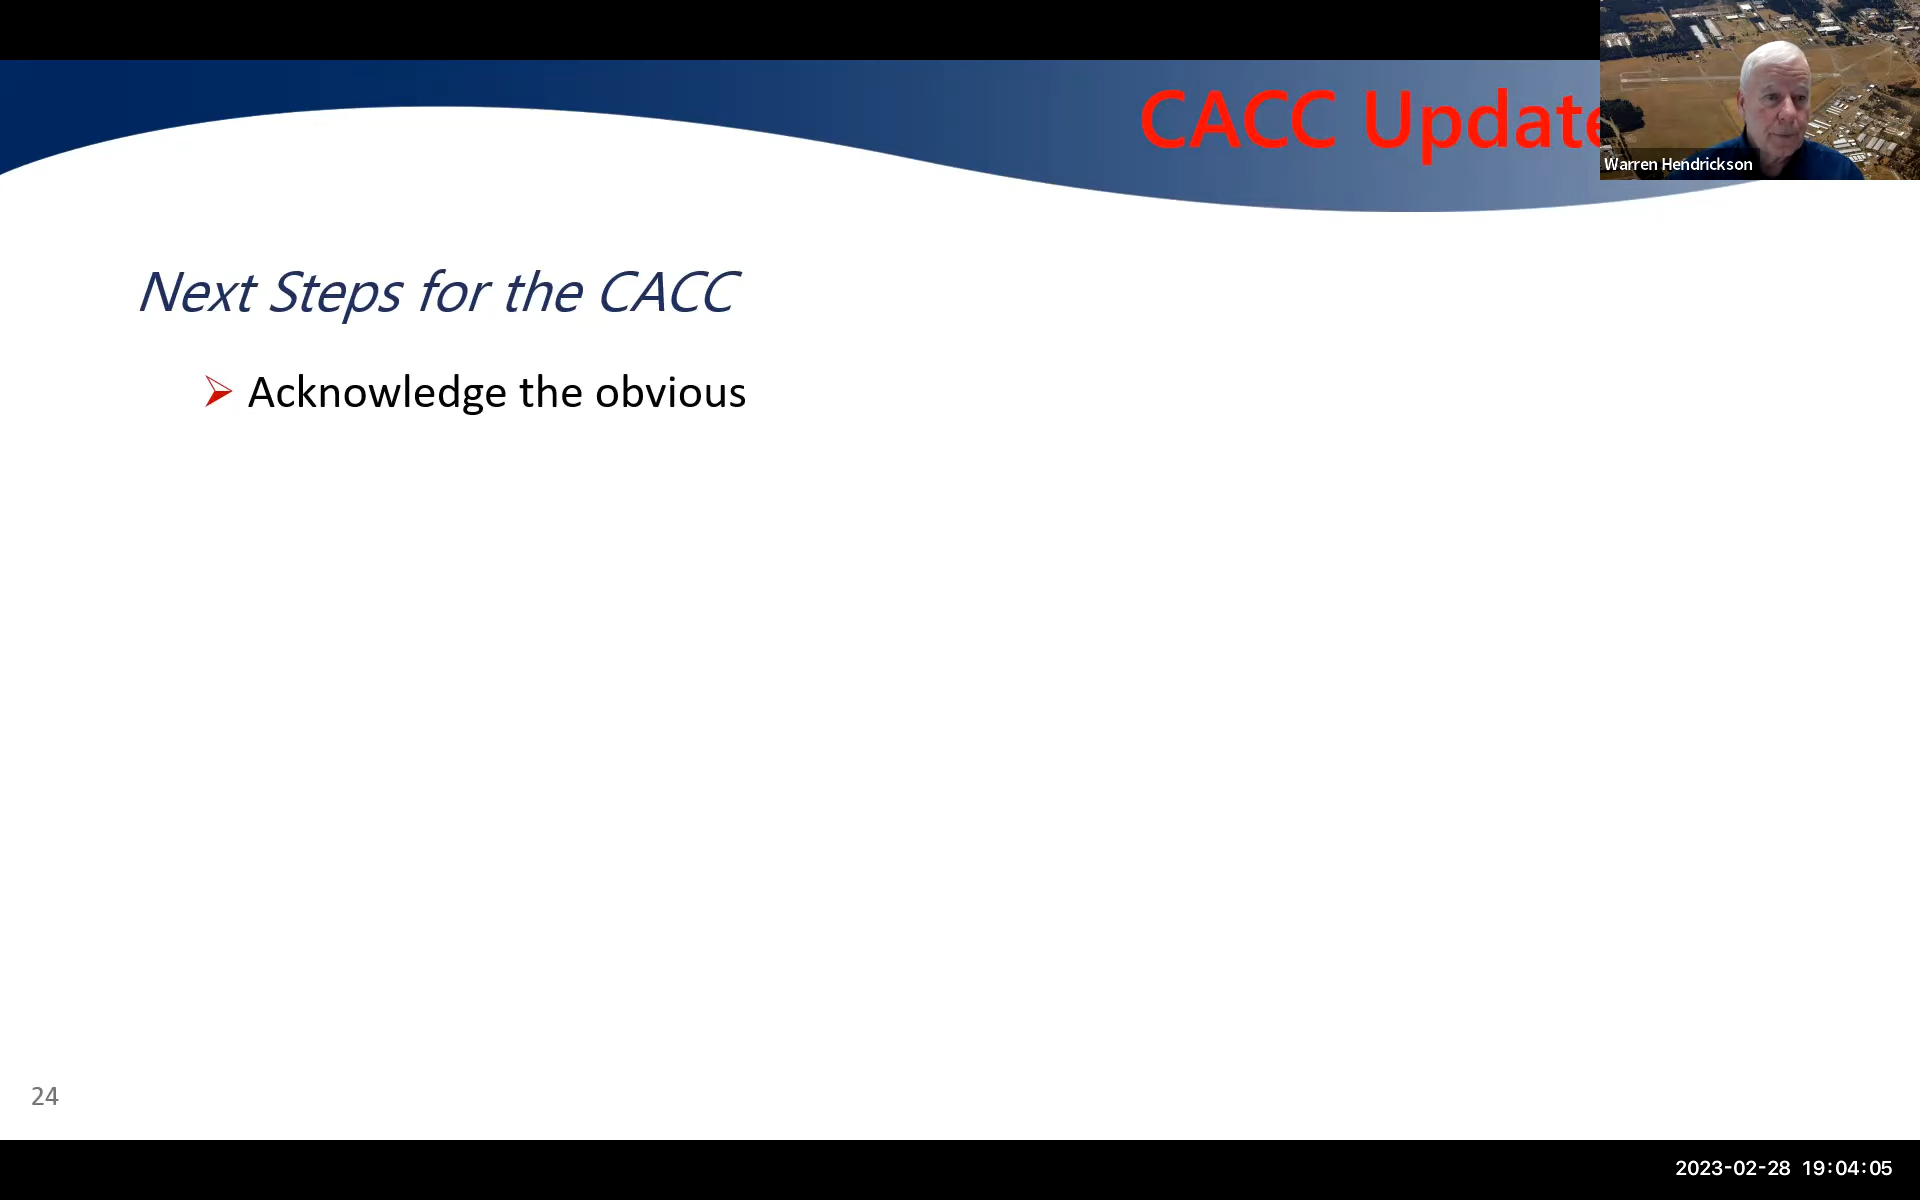 CACC Update
Warren Hendrickson
Next Steps for the CACC
Acknowledge the obvious
24
2023-02-28 19:04:05